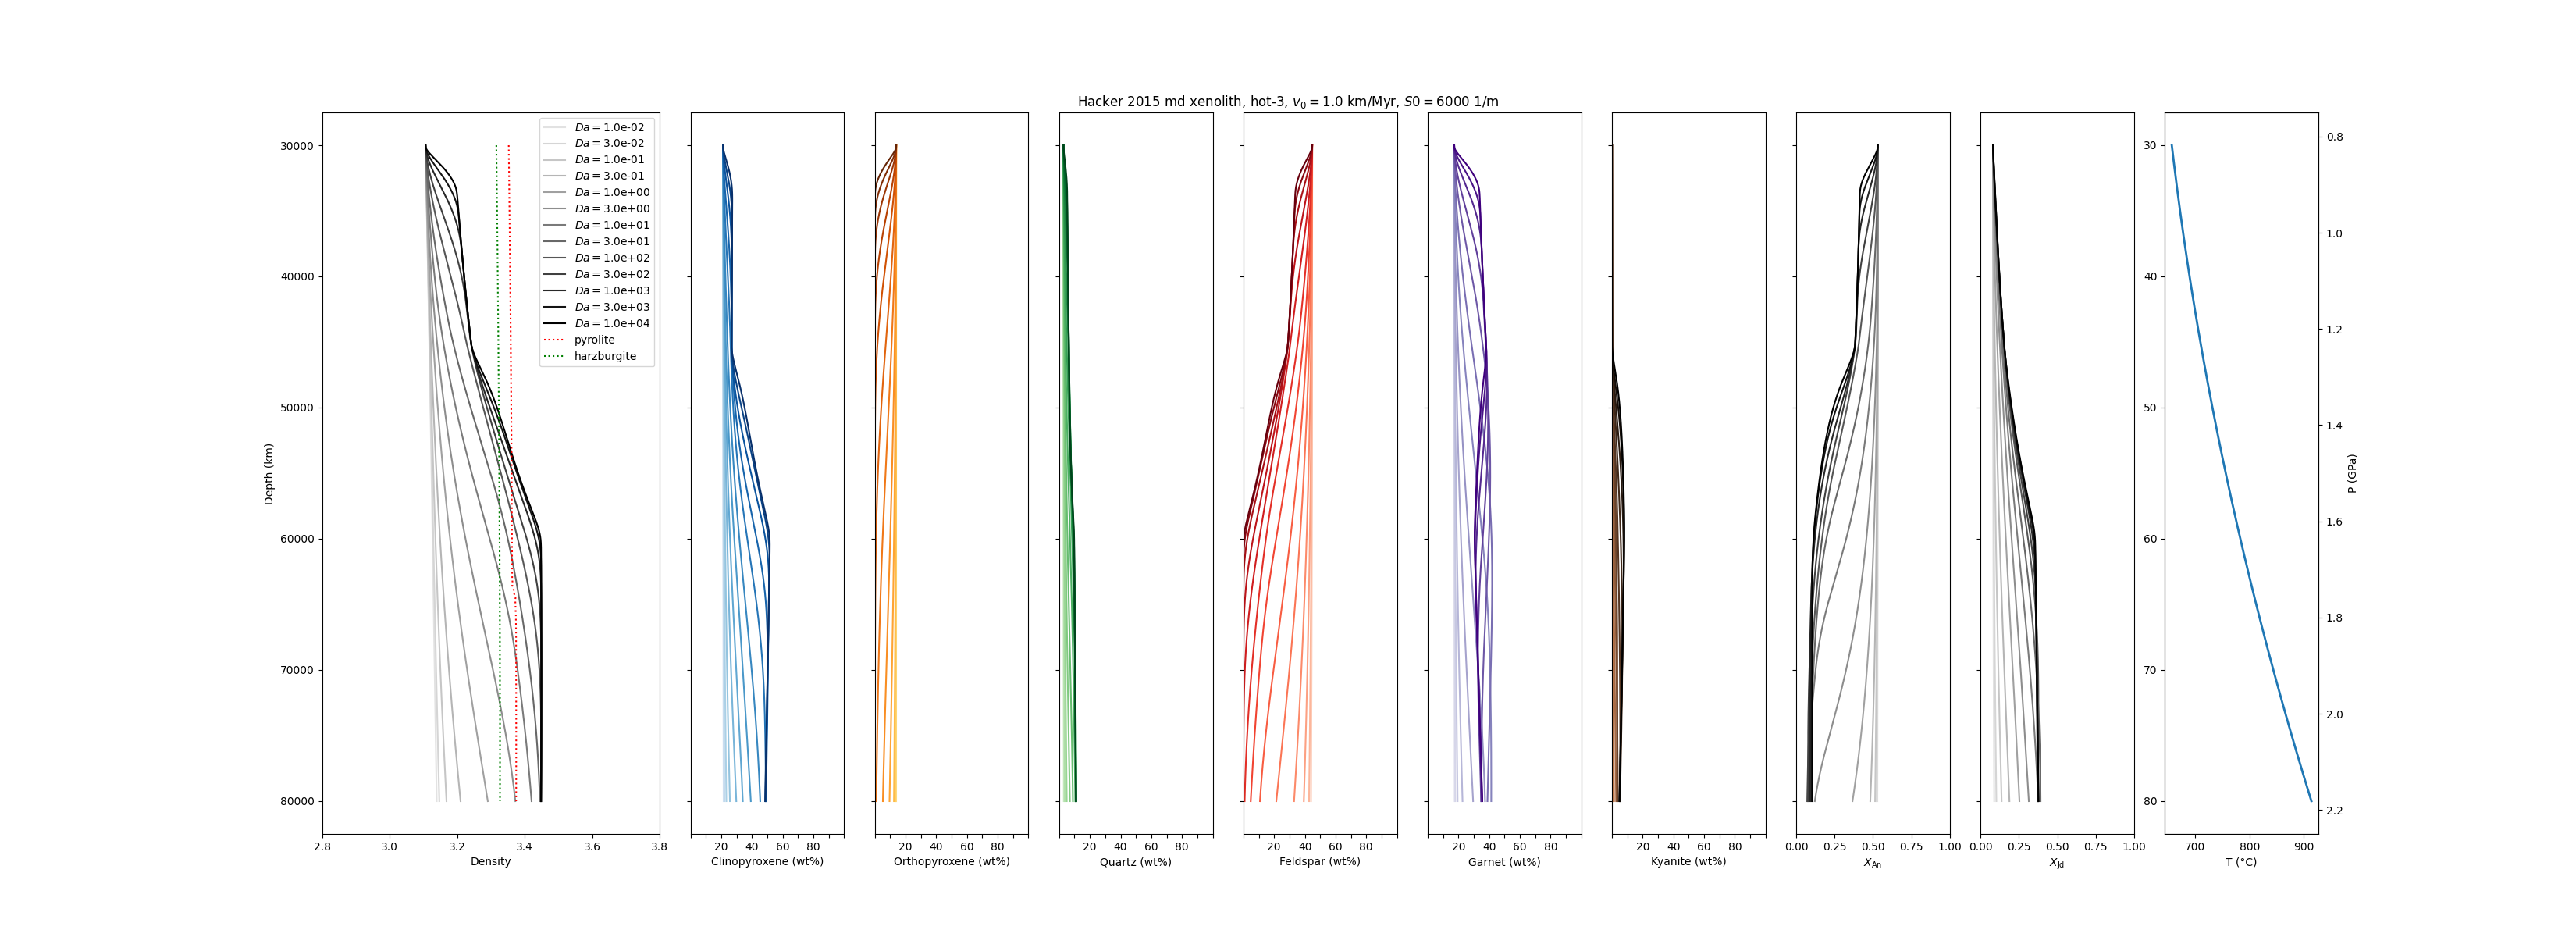 Hacker 2015 md xenolith, hot-3, v₀ = 1.0 km/Myr, S0 = 6000 1/m
Da = 1.0e-02
Da = 3.0e-02
Da = 1.0e-01
Da = 3.0e-01
Da = 1.0e+00
Da = 3.0e+00
Da = 1.0e+01
Da = 3.0e+01
Da = 1.0e+02
Da = 3.0e+02
Da = 1.0e+03
Da = 3.0e+03
Da = 1.0e+04
pyrolite
harzburgite
Depth (km)
30000
40000
50000
60000
70000
80000
2.8 3.0 3.2 3.4 3.6 3.8
Density
20 40 60 80
Clinopyroxene (wt%)
20 40 60 80
Orthopyroxene (wt%)
20 40 60 80
Quartz (wt%)
20 40 60 80
Feldspar (wt%)
20 40 60 80
Garnet (wt%)
20 40 60 80
Kyanite (wt%)
0.00 0.25 0.50 0.75 1.00
X_An
0.00 0.25 0.50 0.75 1.00
X_Jd
30
40
50
60
70
80
700 800 900
T (°C)
0.8
1.0
1.2
1.4
1.6
1.8
2.0
2.2
P (GPa)